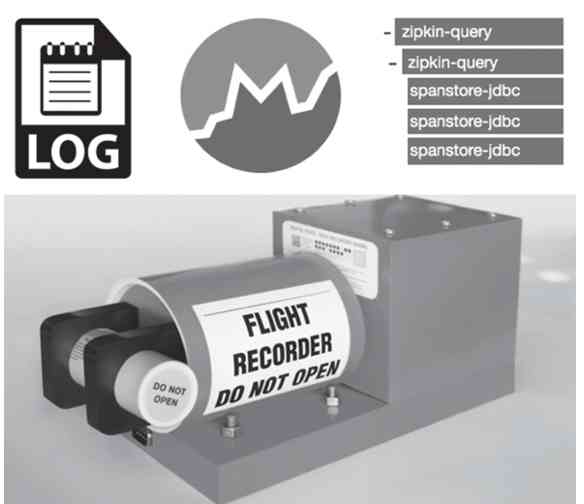 LOG
- zipkin-query
- zipkin-query
spanstore-jdbc
spanstore-jdbc
spanstore-jdbc
FLIGHT
RECORDER
DO NOT OPEN
DO NOT
OPEN